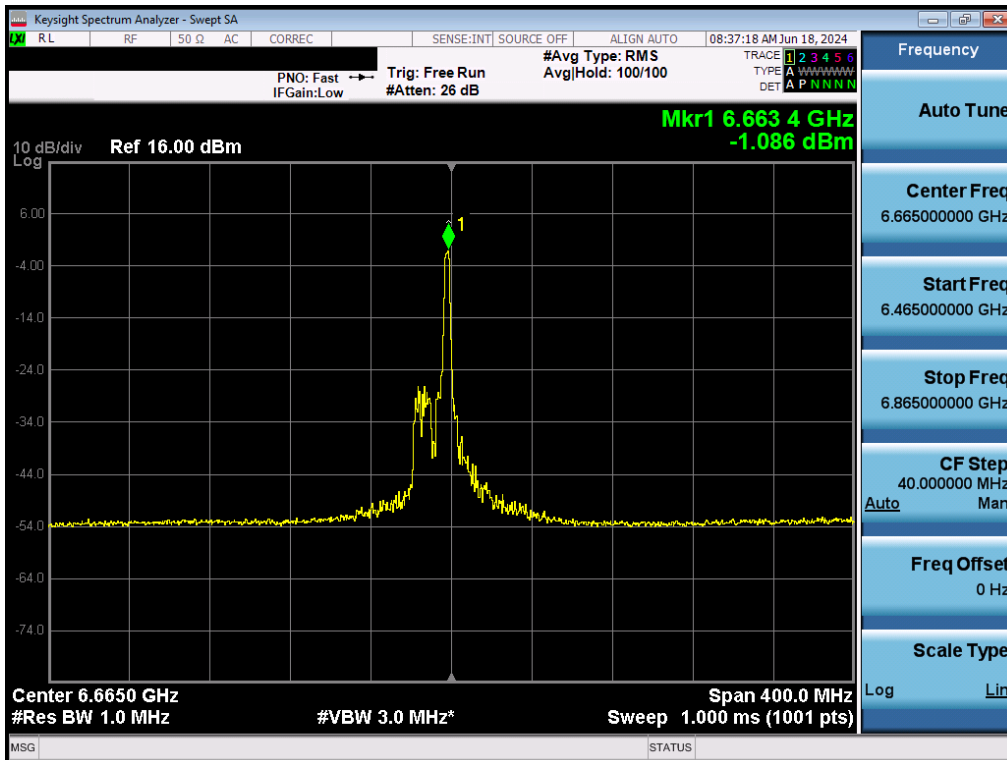 Keysight Spectrum Analyzer - Swept SA
LXI RL RF 50 Ω AC CORREC SENSE:INT SOURCE OFF ALIGN AUTO 08:37:18 AM Jun 18, 2024
PNO: Fast
IFGain:Low
Trig: Free Run
#Atten: 26 dB
#Avg Type: RMS
Avg|Hold: 100/100
TRACE 1 2 3 4 5 6
TYPE A WWWWW
DET A P N N N N
Mkr1 6.663 4 GHz
-1.086 dBm
10 dB/div Ref 16.00 dBm
Log
1
6.00
-4.00
-14.0
-24.0
-34.0
-44.0
-54.0
-64.0
-74.0
Center 6.6650 GHz Span 400.0 MHz
#Res BW 1.0 MHz #VBW 3.0 MHz* Sweep 1.000 ms (1001 pts)
MSG STATUS
Frequency
Auto Tune
Center Freq
6.665000000 GHz
Start Freq
6.465000000 GHz
Stop Freq
6.865000000 GHz
CF Step
40.000000 MHz
Auto Man
Freq Offset
0 Hz
Scale Type
Log Lin